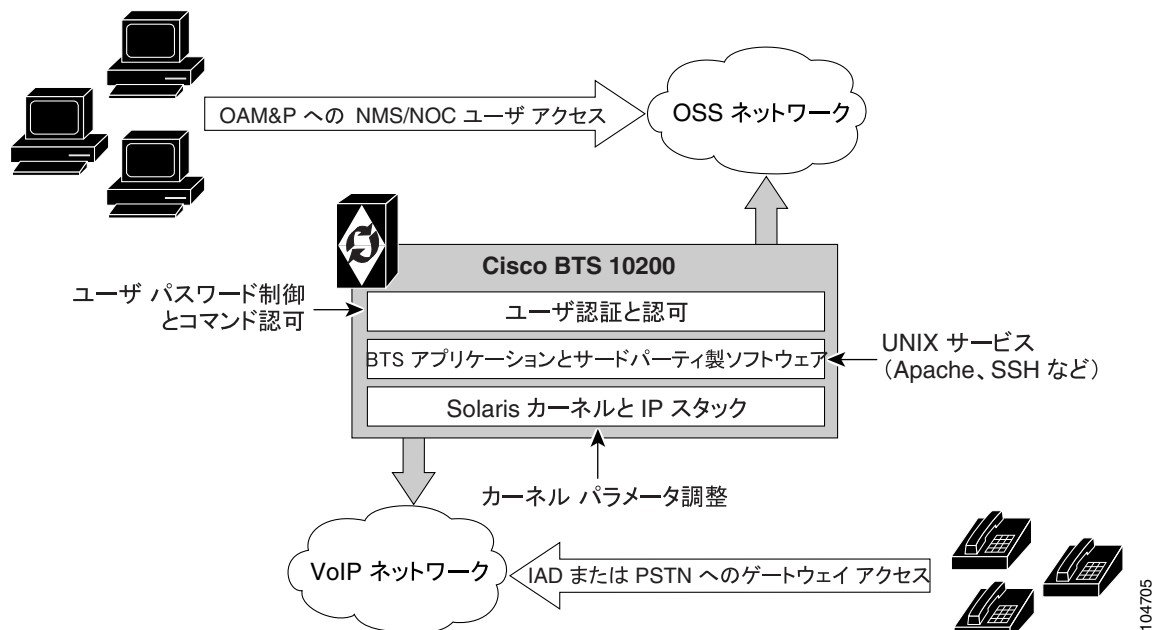 OAM&P への NMS/NOC ユーザ アクセス
OSS ネットワーク
Cisco BTS 10200
ユーザ パスワード制御
とコマンド認可
ユーザ認証と認可
BTS アプリケーションとサードパーティ製ソフトウェア
UNIX サービス
(Apache、SSH など)
Solaris カーネルと IP スタック
カーネル パラメータ調整
VoIP ネットワーク
IAD または PSTN へのゲートウェイ アクセス
104705